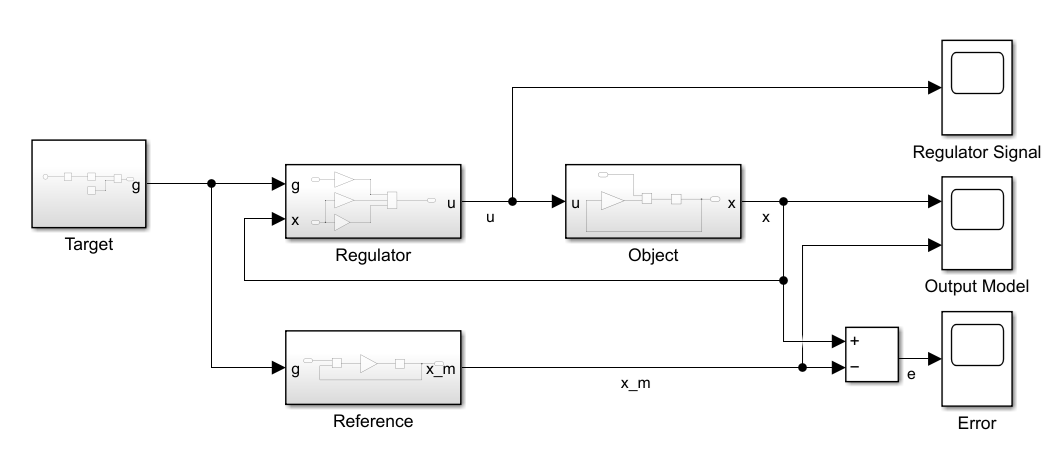 Regulator Signal
g
Target
g
x
u
Regulator
u
u
x
Object
x
Output Model
g
x_m
Reference
x_m
+
−
e
Error